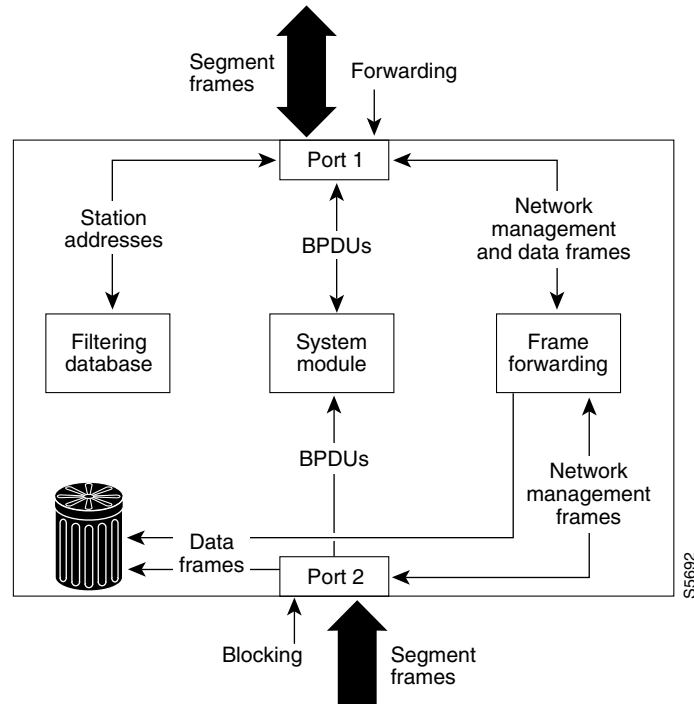 Segment
frames
Forwarding
Port 1
Station
addresses
BPDUs
Network
management
and data frames
Filtering
database
System
module
Frame
forwarding
BPDUs
Network
management
frames
Data
frames
Port 2
Blocking
Segment
frames
S5692